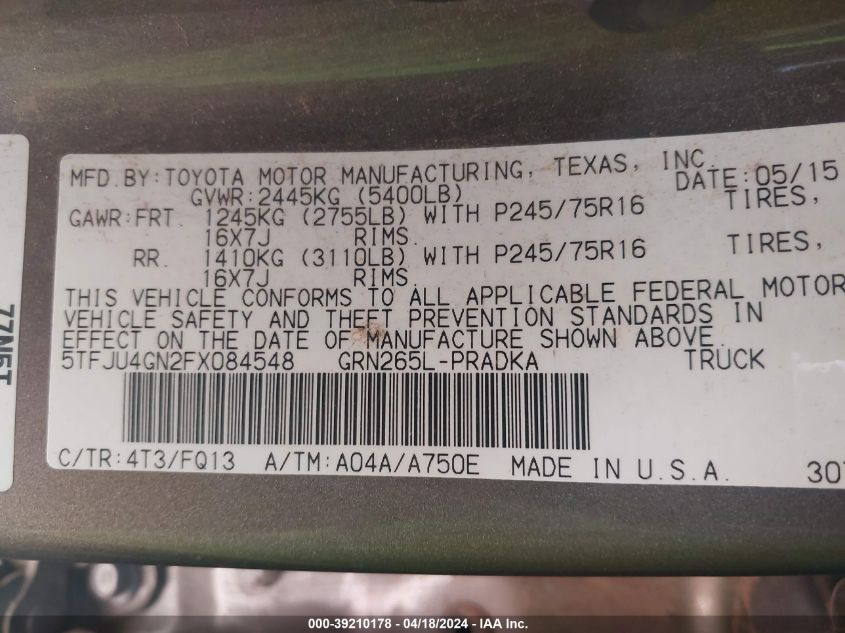 MFD. BY: TOYOTA MOTOR MANUFACTURING, TEXAS, INC.
DATE: 05/15
GVWR: 2445KG (5400LB)
GAWR: FRT. 1245KG (2755LB) WITH P245/75R16 TIRES,
16X7J RIMS.
RR. 1410KG (3110LB) WITH P245/75R16 TIRES,
16X7J RIMS.
THIS VEHICLE CONFORMS TO ALL APPLICABLE FEDERAL MOTOR
VEHICLE SAFETY AND THEFT PREVENTION STANDARDS IN
EFFECT ON THE DATE OF MANUFACTURE SHOWN ABOVE.
5TFJU4GN2FX084548 GRN265L-PRADKA TRUCK
C/TR: 4T3/FQ13 A/TM: A04A/A750E MADE IN U.S.A.
000-39210178 - 04/18/2024 - IAA Inc.